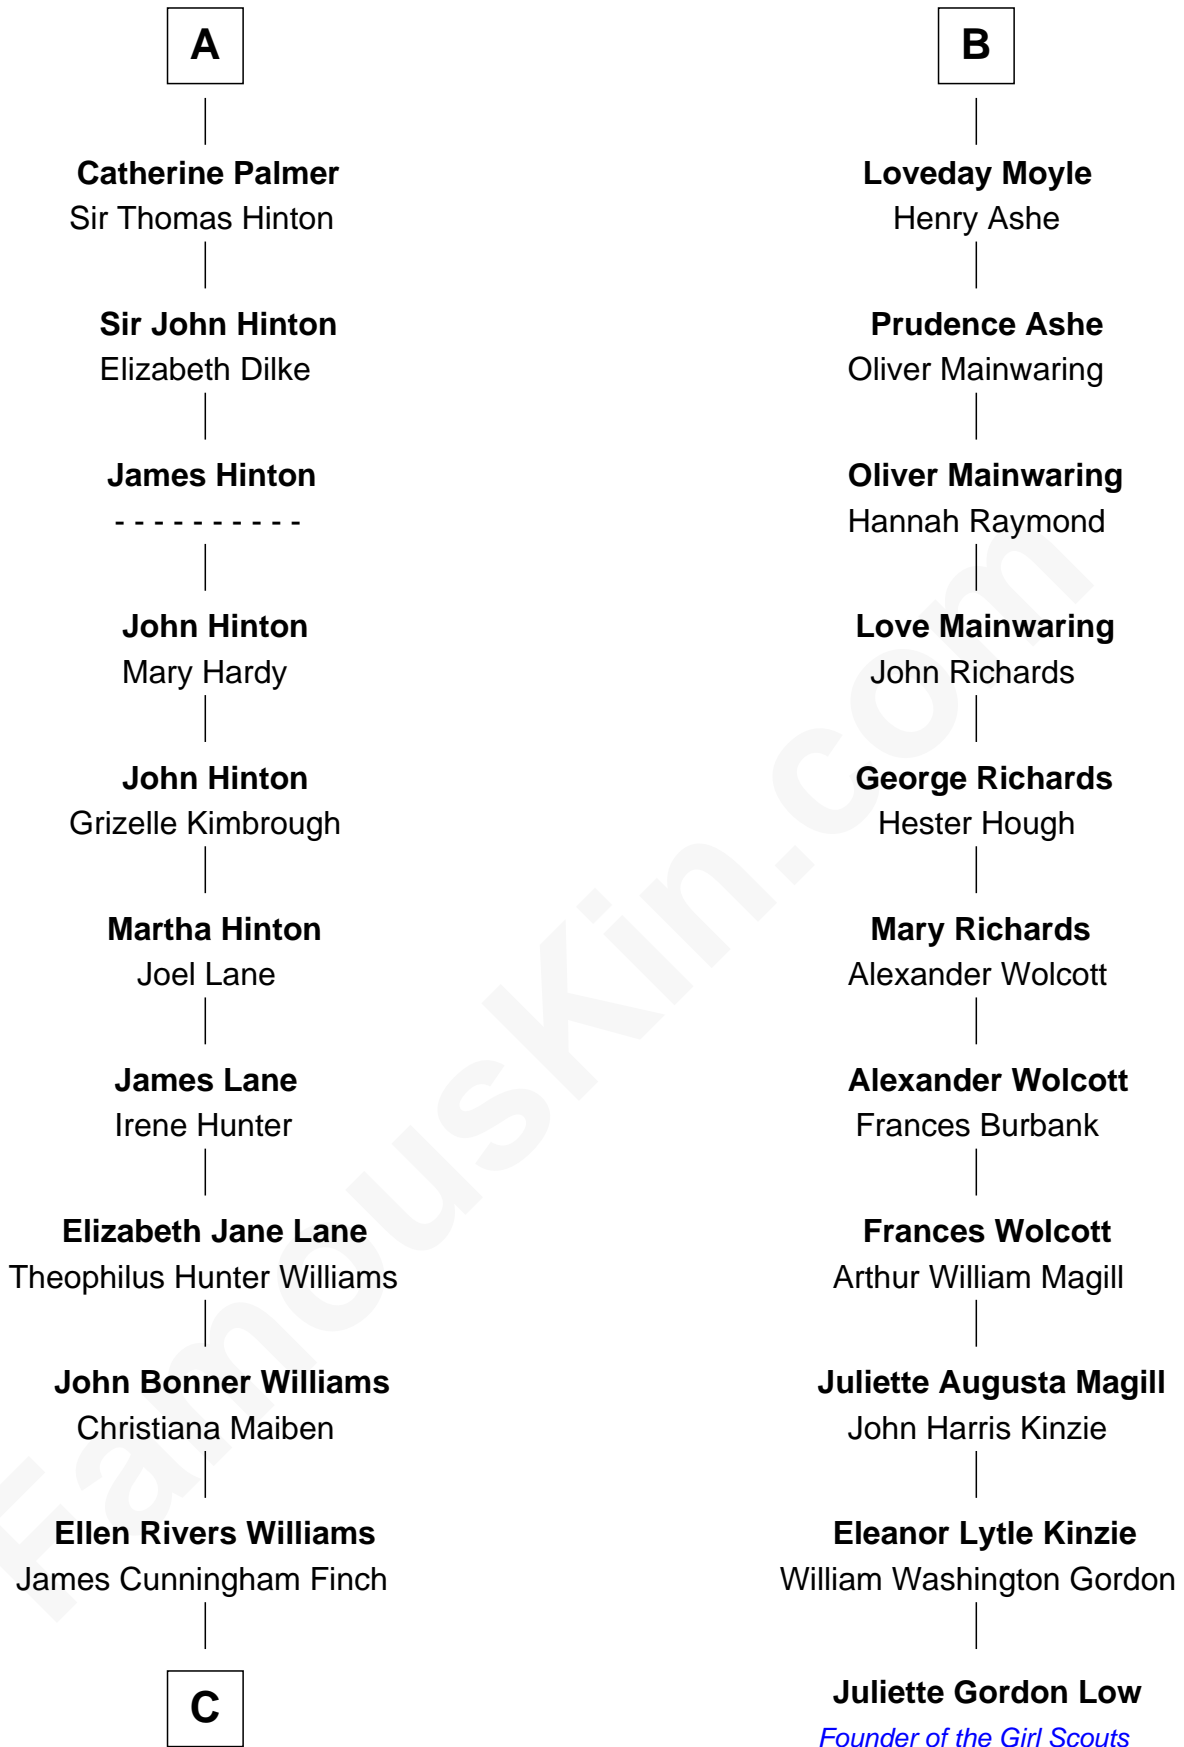 A
Catherine Palmer
Sir Thomas Hinton
Sir John Hinton
Elizabeth Dilke
James Hinton
- - - - - - - - - -
John Hinton
Mary Hardy
John Hinton
Grizelle Kimbrough
Martha Hinton
Joel Lane
James Lane
Irene Hunter
Elizabeth Jane Lane
Theophilus Hunter Williams
John Bonner Williams
Christiana Maiben
Ellen Rivers Williams
James Cunningham Finch
C
B
Loveday Moyle
Henry Ashe
Prudence Ashe
Oliver Mainwaring
Oliver Mainwaring
Hannah Raymond
Love Mainwaring
John Richards
George Richards
Hester Hough
Mary Richards
Alexander Wolcott
Alexander Wolcott
Frances Burbank
Frances Wolcott
Arthur William Magill
Juliette Augusta Magill
John Harris Kinzie
Eleanor Lytle Kinzie
William Washington Gordon
Juliette Gordon Low
Founder of the Girl Scouts
FamousKin.com